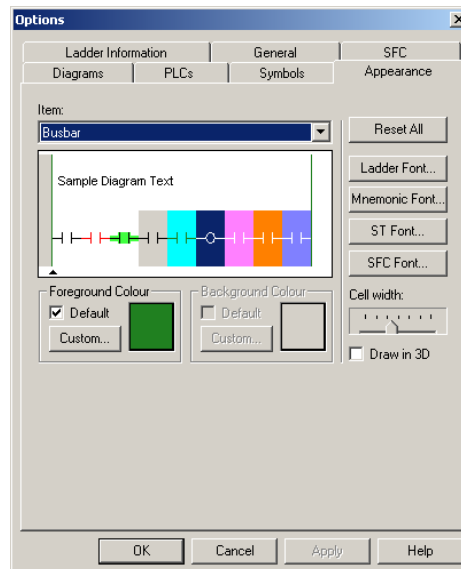 Options
Ladder Information General SFC
Diagrams PLCs Symbols Appearance
Item:
Busbar
Reset All
Sample Diagram Text
Ladder Font...
Mnemonic Font...
ST Font...
SFC Font...
Foreground Colour
Default
Custom...
Background Colour
Default
Custom...
Cell width:
Draw in 3D
OK Cancel Apply Help